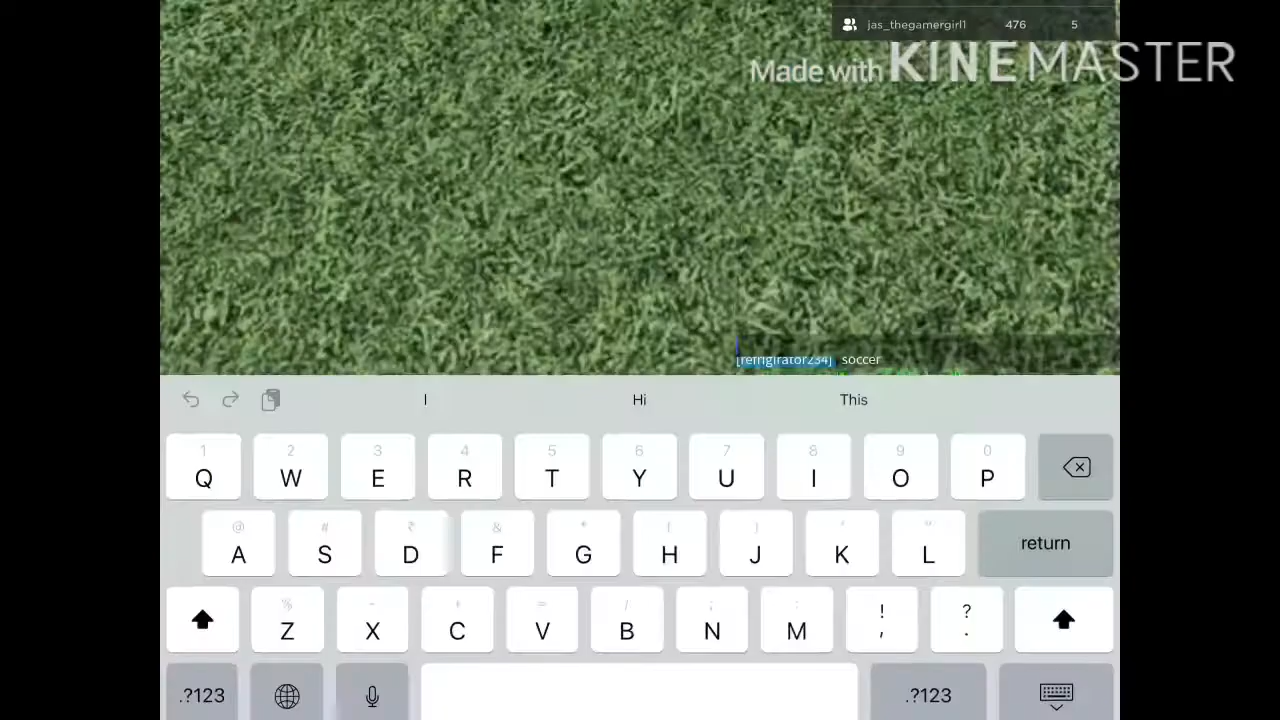 jas_thegamergirl1 476 5
Made with KINEMASTER
[refrigirator234] soccer
I Hi This
1 2 3 4 5 6 7 8 9 0
Q W E R T Y U I O P
@ # ₹ & * ( ) ' "
A S D F G H J K L return
% - + = / ; : ! ?
Z X C V B N M , .
.?123 .?123